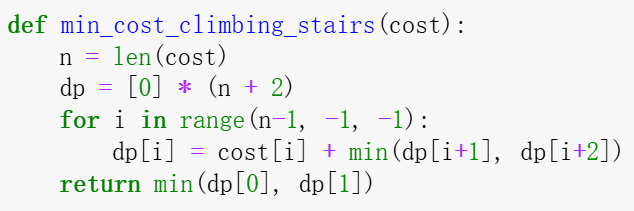 def min_cost_climbing_stairs(cost):
    n = len(cost)
    dp = [0] * (n + 2)
    for i in range(n-1, -1, -1):
        dp[i] = cost[i] + min(dp[i+1], dp[i+2])
    return min(dp[0], dp[1])